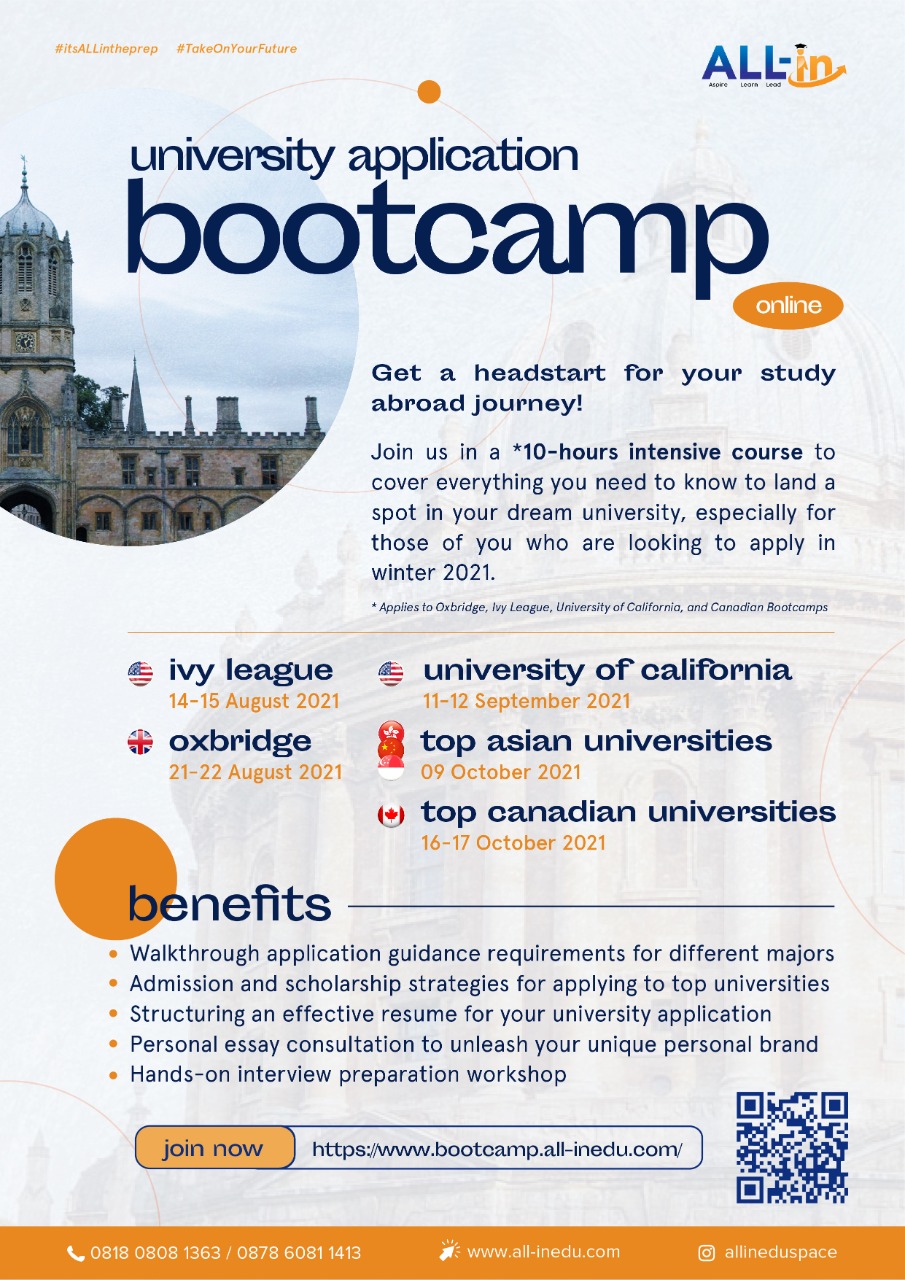 #itsALLintheprep #TakeOnYourFuture
ALL-in
Aspire Learn Lead
university application
bootcamp
online
Get a headstart for your study
abroad journey!
Join us in a *10-hours intensive course to
cover everything you need to know to land a
spot in your dream university, especially for
those of you who are looking to apply in
winter 2021.
* Applies to Oxbridge, Ivy League, University of California, and Canadian Bootcamps
ivy league
14-15 August 2021
oxbridge
21-22 August 2021
university of california
11-12 September 2021
top asian universities
09 October 2021
top canadian universities
16-17 October 2021
benefits
• Walkthrough application guidance requirements for different majors
• Admission and scholarship strategies for applying to top universities
• Structuring an effective resume for your university application
• Personal essay consultation to unleash your unique personal brand
• Hands-on interview preparation workshop
join now https://www.bootcamp.all-inedu.com/
0818 0808 1363 / 0878 6081 1413 www.all-inedu.com allineduspace